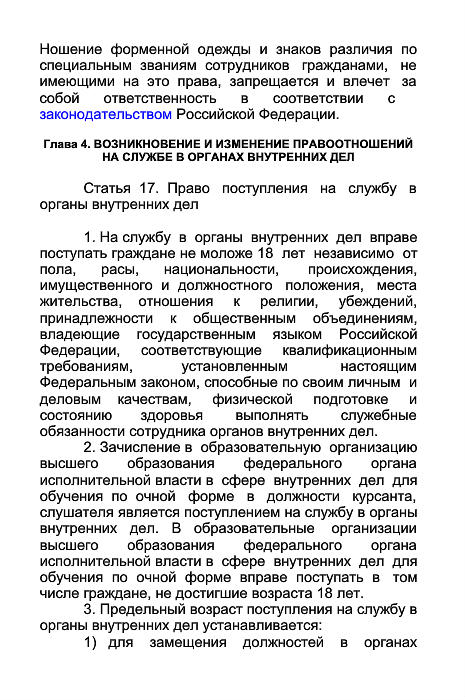 Ношение форменной одежды и знаков различия по
специальным званиям сотрудников гражданами, не
имеющими на это права, запрещается и влечет за
собой ответственность в соответствии с
законодательством Российской Федерации.
Глава 4. ВОЗНИКНОВЕНИЕ И ИЗМЕНЕНИЕ ПРАВООТНОШЕНИЙ
НА СЛУЖБЕ В ОРГАНАХ ВНУТРЕННИХ ДЕЛ
Статья 17. Право поступления на службу в
органы внутренних дел
1. На службу в органы внутренних дел вправе
поступать граждане не моложе 18 лет независимо от
пола, расы, национальности, происхождения,
имущественного и должностного положения, места
жительства, отношения к религии, убеждений,
принадлежности к общественным объединениям,
владеющие государственным языком Российской
Федерации, соответствующие квалификационным
требованиям, установленным настоящим
Федеральным законом, способные по своим личным и
деловым качествам, физической подготовке и
состоянию здоровья выполнять служебные
обязанности сотрудника органов внутренних дел.
2. Зачисление в образовательную организацию
высшего образования федерального органа
исполнительной власти в сфере внутренних дел для
обучения по очной форме в должности курсанта,
слушателя является поступлением на службу в органы
внутренних дел. В образовательные организации
высшего образования федерального органа
исполнительной власти в сфере внутренних дел для
обучения по очной форме вправе поступать в том
числе граждане, не достигшие возраста 18 лет.
3. Предельный возраст поступления на службу в
органы внутренних дел устанавливается:
1) для замещения должностей в органах